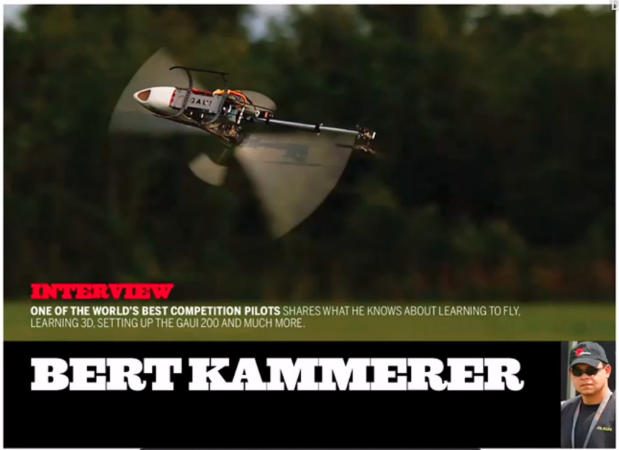 GAUI
INTERVIEW
ONE OF THE WORLD'S BEST COMPETITION PILOTS SHARES WHAT HE KNOWS ABOUT LEARNING TO FLY,
LEARNING 3D, SETTING UP THE GAUI 200 AND MUCH MORE.
BERT KAMMERER